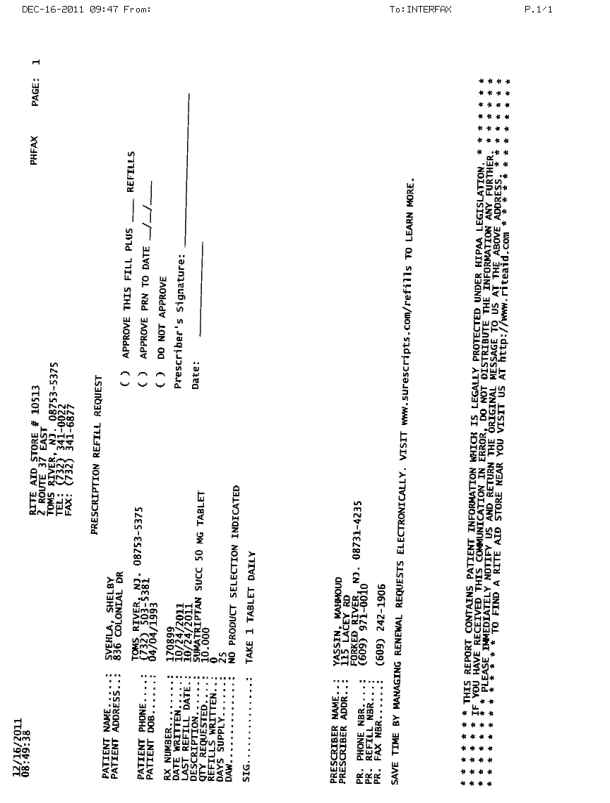 DEC-16-2011 09:47 From: To:INTERFAX P.1/1
12/16/2011
08:49:38
RITE AID STORE # 10513 PHFAX PAGE: 1
2 ROUTE 37 EAST
TOMS RIVER, NJ. 08753-5375
TEL: (732) 341-0022
FAX: (732) 341-6877
PRESCRIPTION REFILL REQUEST
PATIENT NAME......: SVERLA, SHELBY
PATIENT ADDRESS...: 836 COLONIAL DR
TOMS RIVER, NJ. 08753-5375
PATIENT PHONE.....: (732) 503-5381
PATIENT DOB.......: 04/04/1993
RX NUMBER.........: 170899
DATE WRITTEN......: 10/24/2011
LAST REFILL DATE..: 10/24/2011
DESCRIPTION.......: SUMATRIPTAN SUCC 50 MG TABLET
QTY REQUESTED.....: 10.000
REFILLS WRITTEN...: 0
DAYS SUPPLY.......: 25
DAW...............: NO PRODUCT SELECTION INDICATED
SIG...............: TAKE 1 TABLET DAILY
( ) APPROVE THIS FILL PLUS ____ REFILLS
( ) APPROVE PRN TO DATE __/__/____
( ) DO NOT APPROVE
Prescriber's Signature: ____________________
Date: ____________
PRESCRIBER NAME...: YASSIN, MAHMOUD
PRESCRIBER ADDR...: 115 LACEY RD
FORKED RIVER, NJ. 08731-4235
PR. PHONE NBR.....: (609) 971-0010
PR. REFILL NBR....:
PR. FAX NBR.......: (609) 242-1906
SAVE TIME BY MANAGING RENEWAL REQUESTS ELECTRONICALLY. VISIT www.surescripts.com/refills TO LEARN MORE.
* * * * * * THIS REPORT CONTAINS PATIENT INFORMATION WHICH IS LEGALLY PROTECTED UNDER HIPAA LEGISLATION. * * * * * * *
* * * * * * IF YOU HAVE RECEIVED THIS COMMUNICATION IN ERROR, DO NOT DISTRIBUTE THE INFORMATION ANY FURTHER. * * * * * *
* * * * * * PLEASE IMMEDIATELY NOTIFY US AND RETURN THE ORIGINAL MESSAGE TO US AT THE ABOVE ADDRESS. * * * * * * *
* * * * * * * * TO FIND A RITE AID STORE NEAR YOU VISIT US AT http://www.riteaid.com * * * * * * * * *